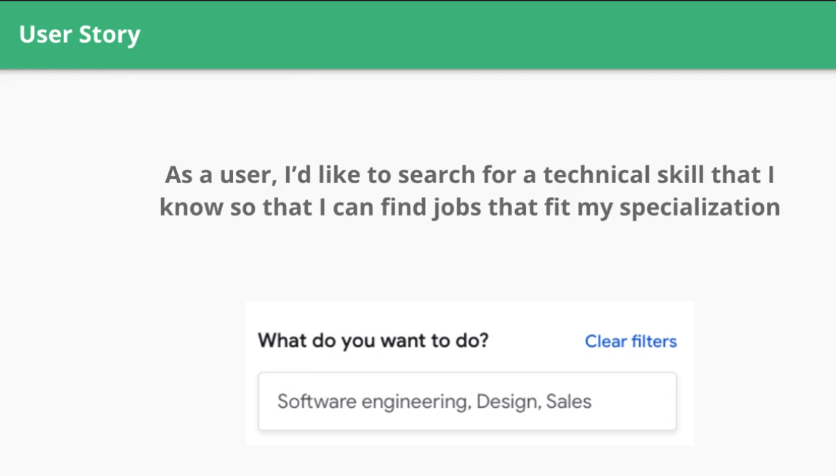 User Story
As a user, I’d like to search for a technical skill that I
know so that I can find jobs that fit my specialization
What do you want to do? Clear filters
Software engineering, Design, Sales